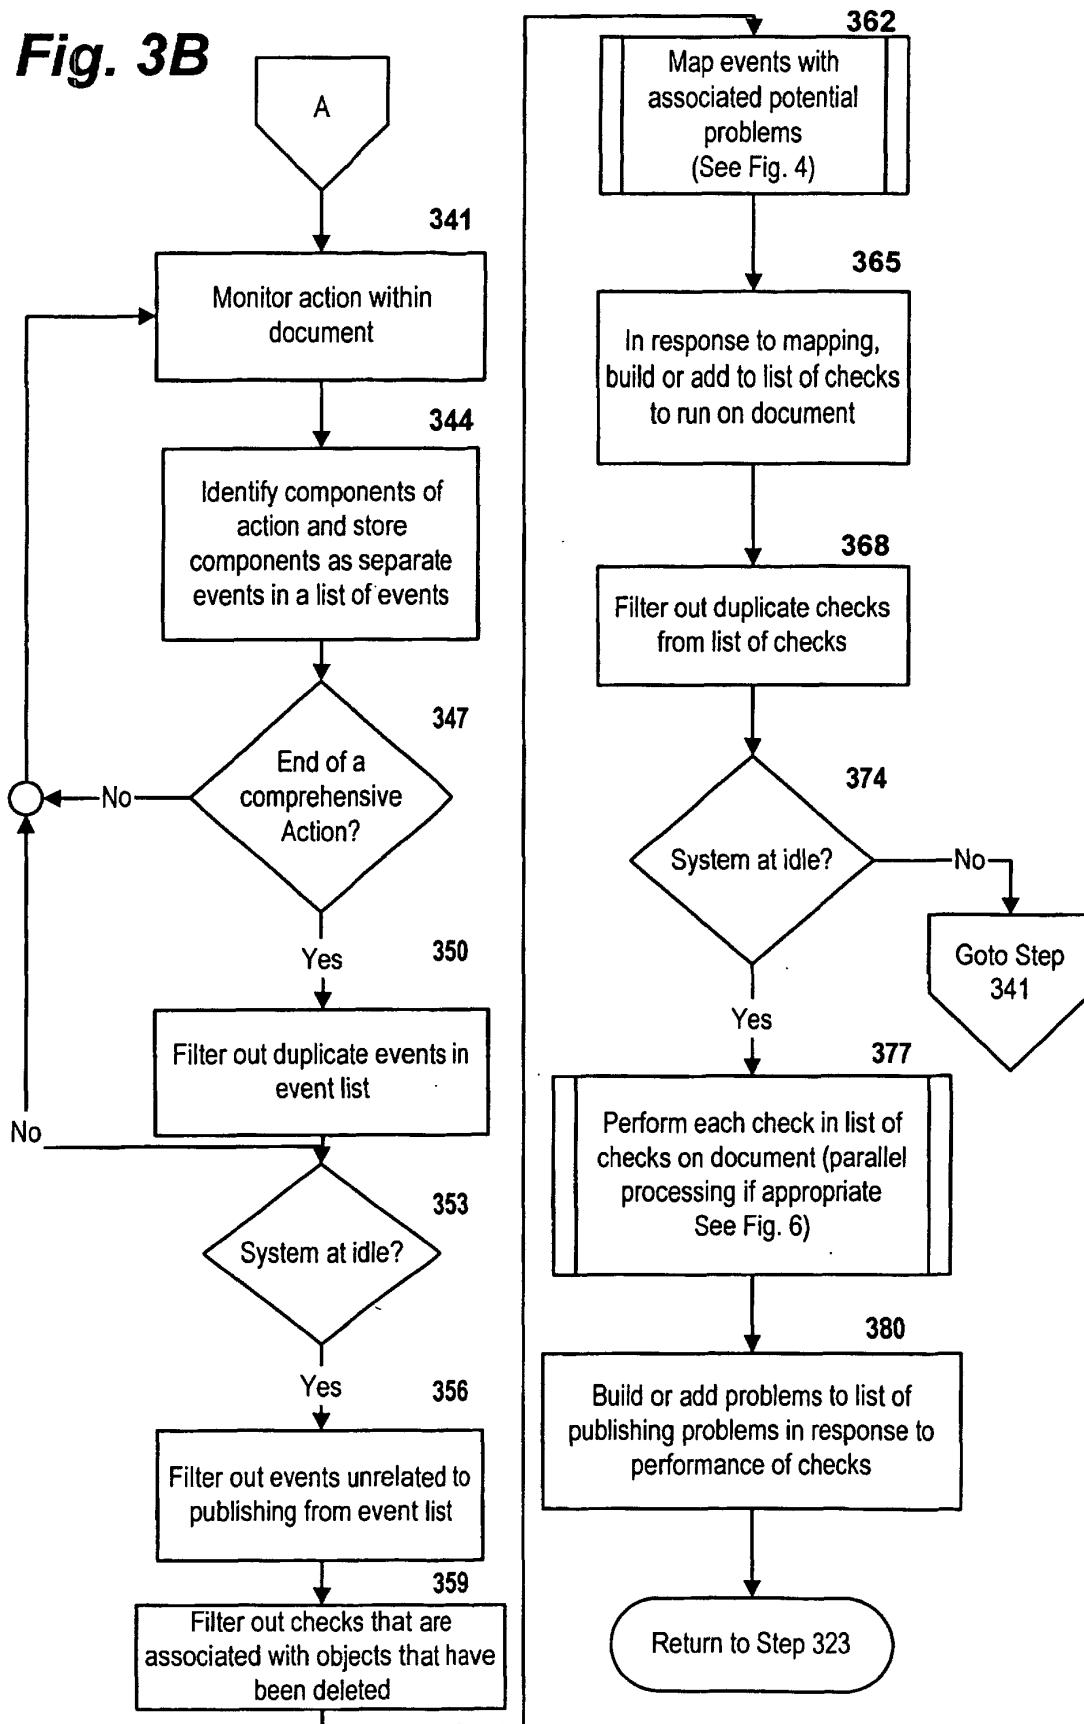 Fig. 3B
A
341
Monitor action within
document
344
Identify components of
action and store
components as separate
events in a list of events
347
End of a
comprehensive
Action?
No
Yes
350
Filter out duplicate events in
event list
No
353
System at idle?
Yes
356
Filter out events unrelated to
publishing from event list
359
Filter out checks that are
associated with objects that have
been deleted
362
Map events with
associated potential
problems
(See Fig. 4)
365
In response to mapping,
build or add to list of checks
to run on document
368
Filter out duplicate checks
from list of checks
374
System at idle?
No
Goto Step
341
Yes
377
Perform each check in list of
checks on document (parallel
processing if appropriate
See Fig. 6)
380
Build or add problems to list of
publishing problems in response to
performance of checks
Return to Step 323